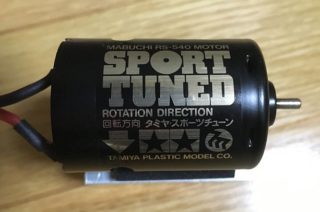 MABUCHI RS-540 MOTOR
SPORT
TUNED
ROTATION DIRECTION
回転方向 タミヤ・スポーツチューン
TAMIYA PLASTIC MODEL CO.